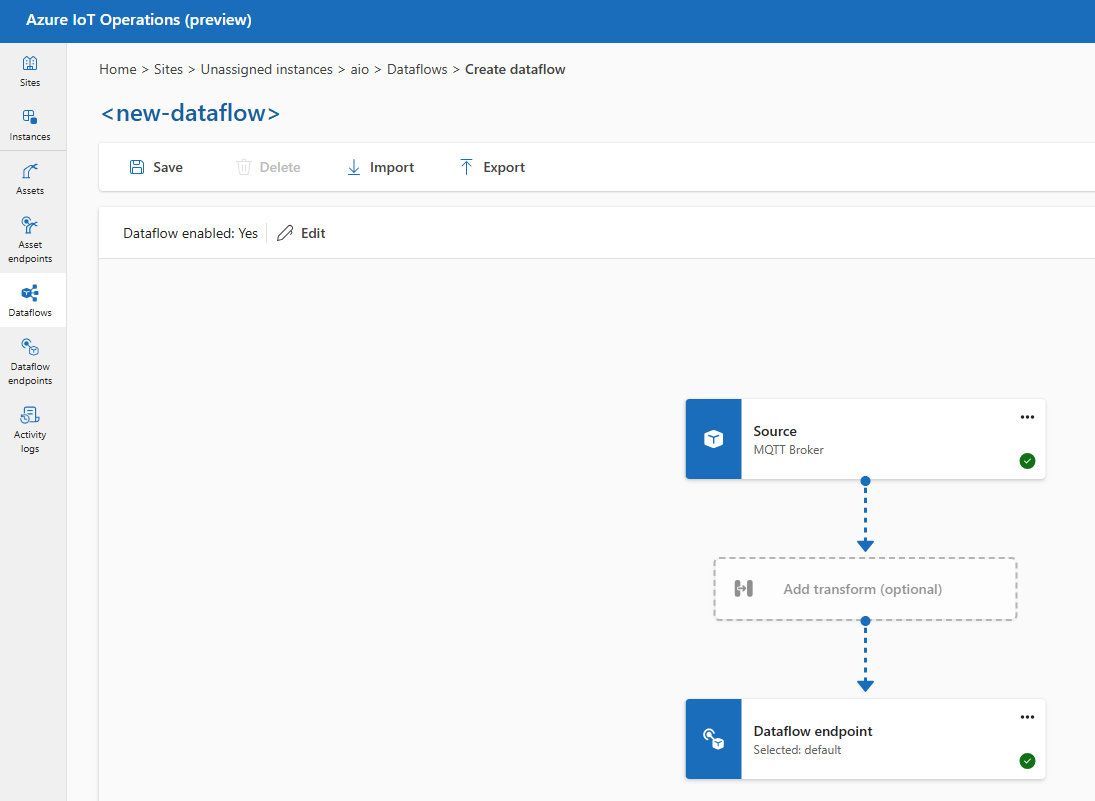 Azure IoT Operations (preview)
Sites
Instances
Assets
Asset
endpoints
Dataflows
Dataflow
endpoints
Activity
logs
Home > Sites > Unassigned instances > aio > Dataflows > Create dataflow
<new-dataflow>
Save Delete Import Export
Dataflow enabled: Yes Edit
Source
MQTT Broker
Add transform (optional)
Dataflow endpoint
Selected: default